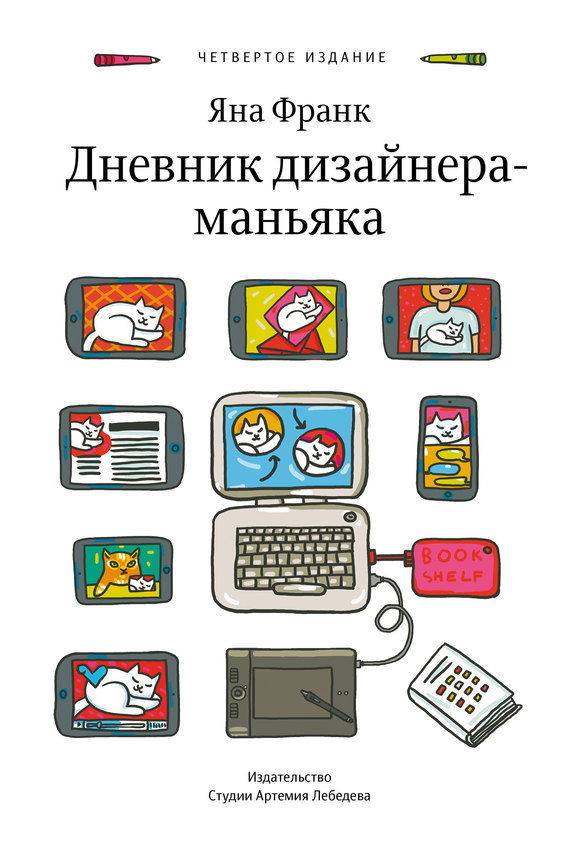 ЧЕТВЕРТОЕ ИЗДАНИЕ
Яна Франк
Дневник дизайнера-
маньяка
BOOK
SHELF
Издательство
Студии Артемия Лебедева